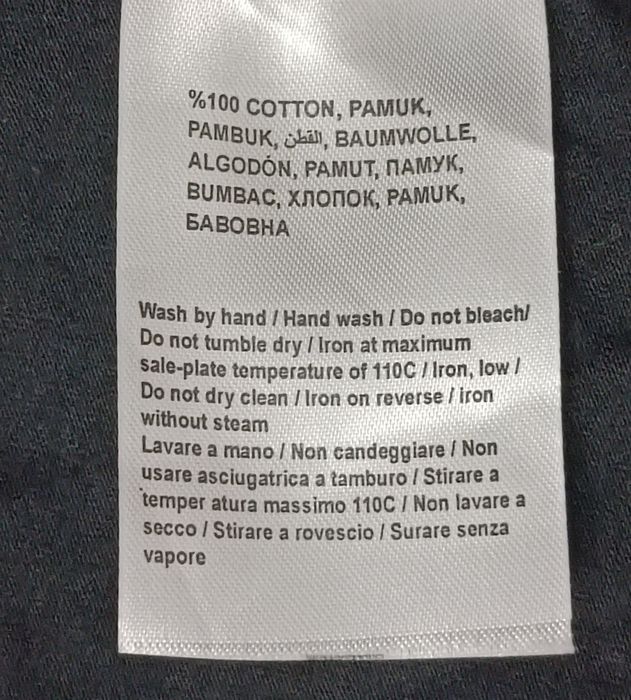 %100 COTTON, PAMUK,
PAMBUK, القطن, BAUMWOLLE,
ALGODÓN, PAMUT, ПАМУК,
BUMBAC, ХЛОПОК, PAMUK,
БАВОВНА
Wash by hand / Hand wash / Do not bleach/
Do not tumble dry / Iron at maximum
sale-plate temperature of 110C / Iron, low /
Do not dry clean / Iron on reverse / iron
without steam
Lavare a mano / Non candeggiare / Non
usare asciugatrica a tamburo / Stirare a
temper atura massimo 110C / Non lavare a
secco / Stirare a rovescio / Surare senza
vapore